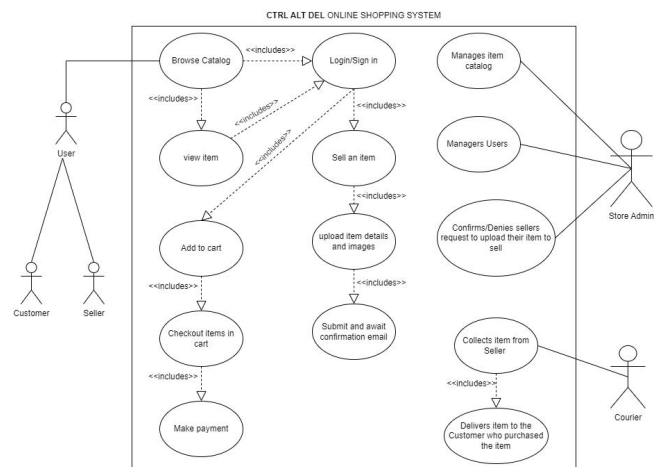 CTRL ALT DEL ONLINE SHOPPING SYSTEM
Browse Catalog
<<includes>>
Login/Sign in
Manages item
catalog
<<includes>>
<<includes>>
<<includes>>
User
view item
<<includes>>
Sell an item
Managers Users
<<includes>>
Store Admin
Add to cart
upload item details
and images
Confirms/Denies sellers
request to upload their item to
sell
Customer
Seller
<<includes>>
<<includes>>
Checkout items in
cart
Submit and await
confirmation email
Collects item from
Seller
<<includes>>
<<includes>>
Courier
Make payment
Delivers item to the
Customer who purchased
the item